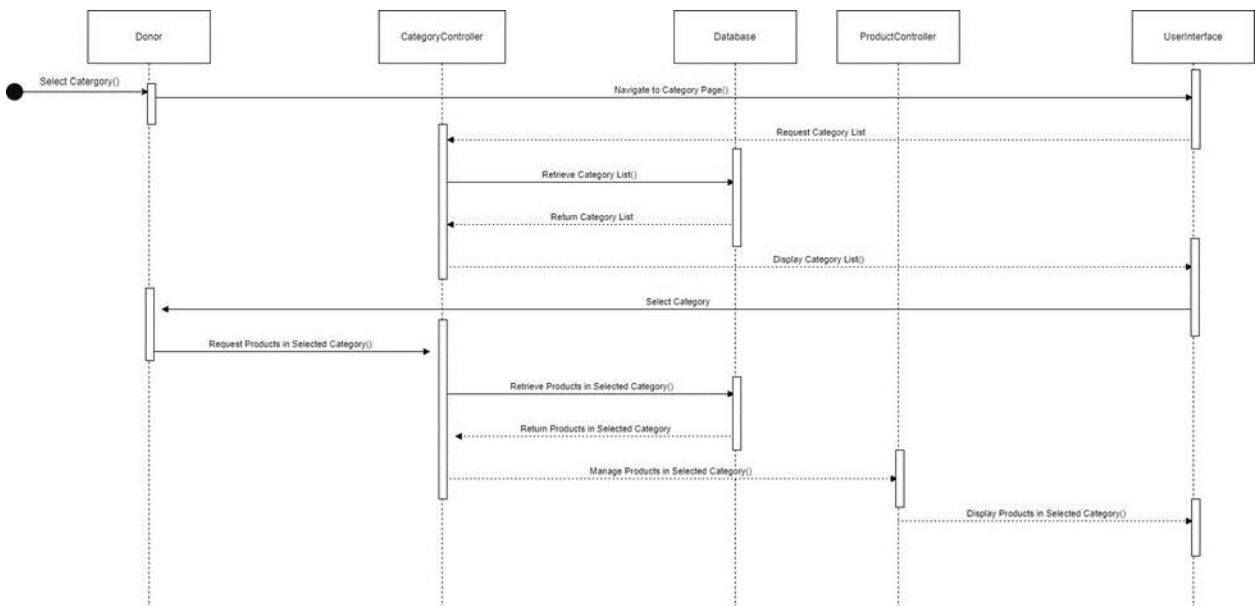 Donor
CategoryController
Database
ProductController
UserInterface
Select Catergory()
Navigate to Category Page()
Request Category List
Retrieve Category List()
Return Category List
Display Category List()
Select Category
Request Products in Selected Category()
Retrieve Products in Selected Category()
Return Products in Selected Category
Manage Products in Selected Category()
Display Products in Selected Category()